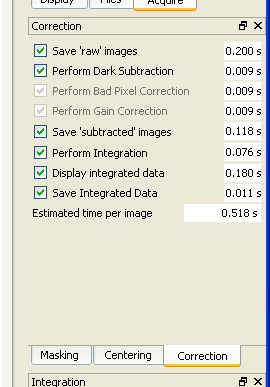 Display Files Acquire
Correction
Save 'raw' images 0.200 s
Perform Dark Subtraction 0.009 s
Perform Bad Pixel Correction 0.009 s
Perform Gain Correction 0.009 s
Save 'subtracted' images 0.118 s
Perform Integration 0.076 s
Display integrated data 0.180 s
Save Integrated Data 0.011 s
Estimated time per image 0.518 s
Masking Centering Correction
Integration